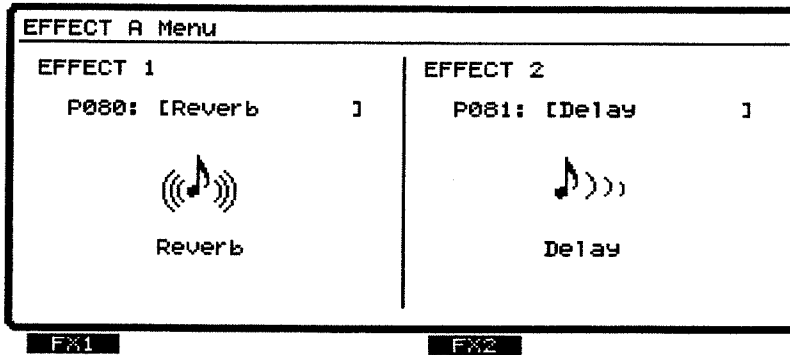 EFFECT A Menu
EFFECT 1
P080: [Reverb ]
Reverb
EFFECT 2
P081: [Delay ]
Delay
FX1
FX2